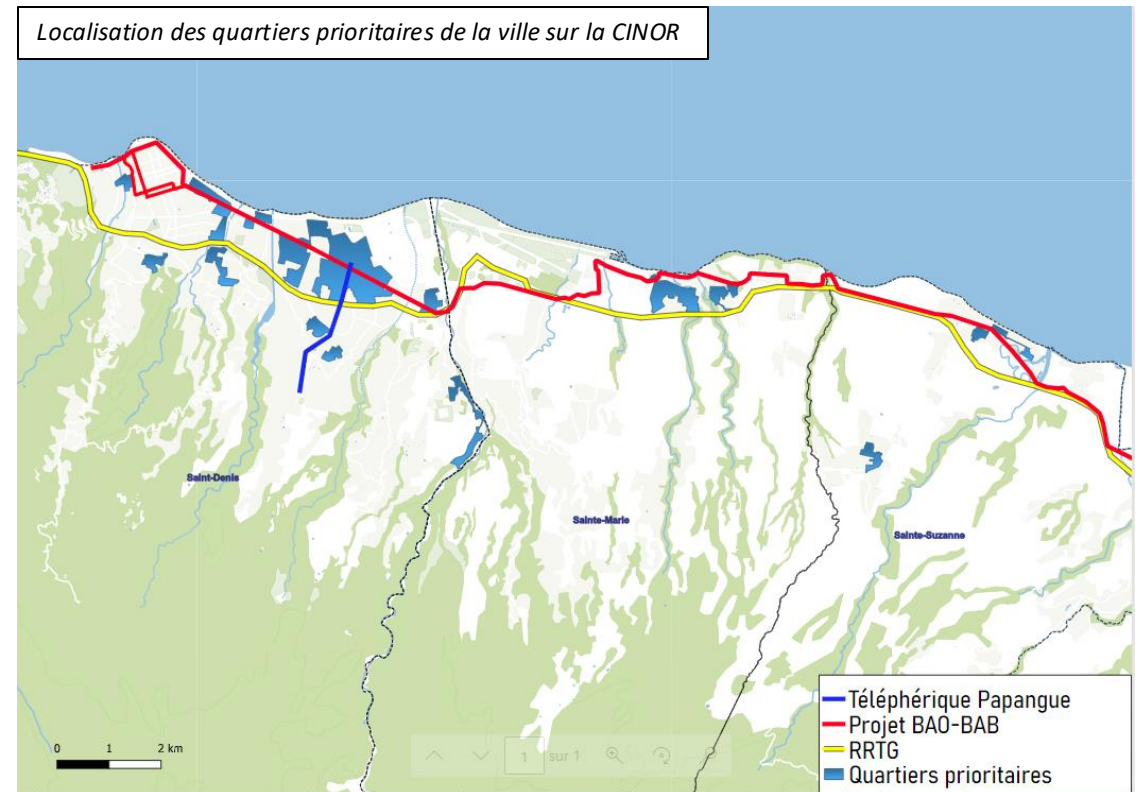 Localisation des quartiers prioritaires de la ville sur la CINOR
Saint-Denis
Sainte-Marie
Sainte-Suzanne
0 1 2 km
1 sur 1
Téléphérique Papangue
Projet BAO-BAB
RRTG
Quartiers prioritaires